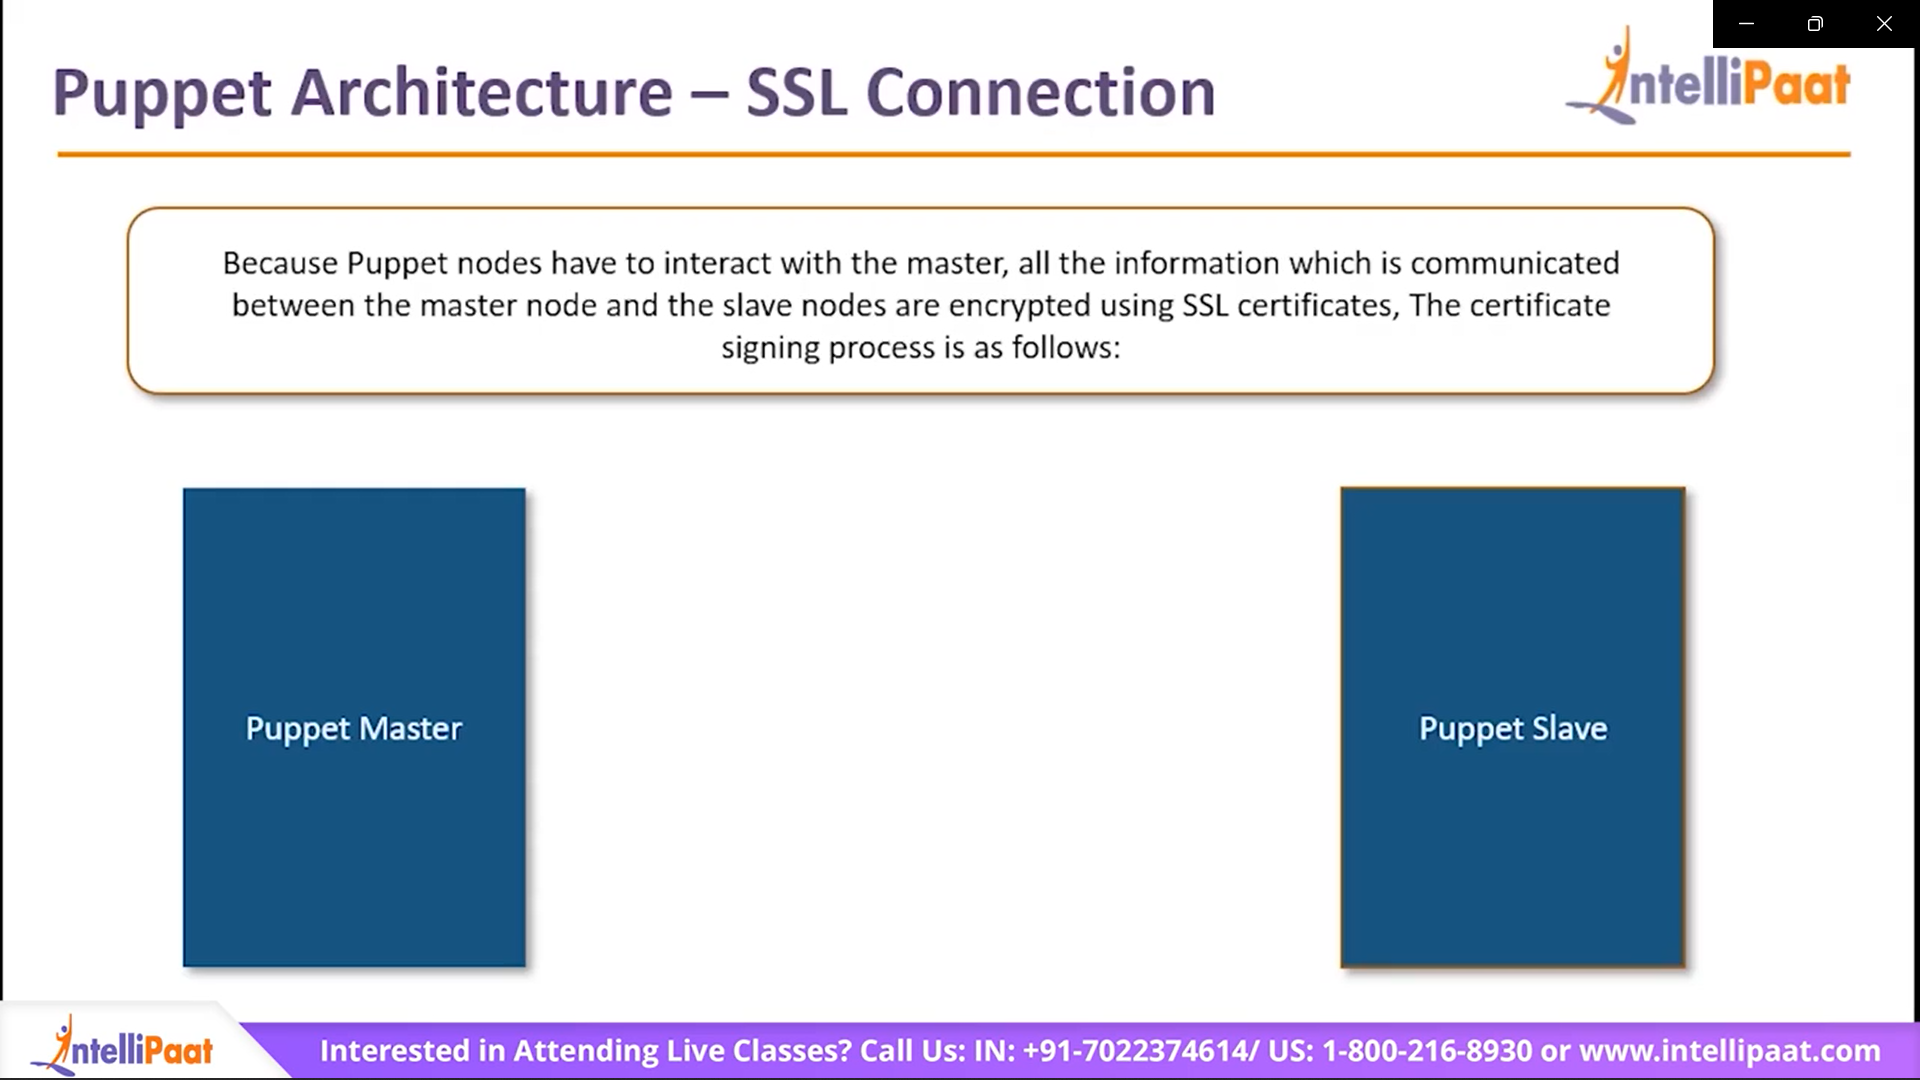 Puppet Architecture – SSL Connection
IntelliPaat
Because Puppet nodes have to interact with the master, all the information which is communicated
between the master node and the slave nodes are encrypted using SSL certificates, The certificate
signing process is as follows:
Puppet Master
Puppet Slave
IntelliPaat
Interested in Attending Live Classes? Call Us: IN: +91-7022374614/ US: 1-800-216-8930 or www.intellipaat.com